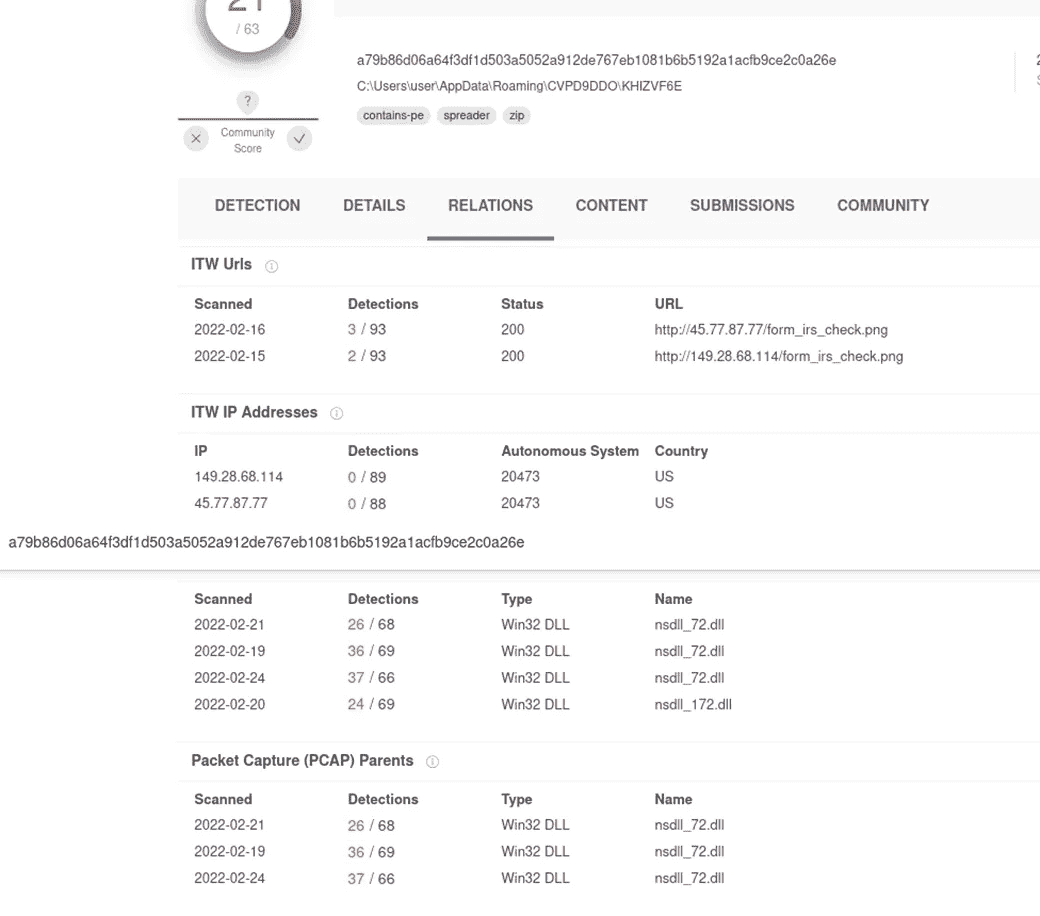 21
/ 63
a79b86d06a64f3df1d503a5052a912de767eb1081b6b5192a1acfb9ce2c0a26e
C:\Users\user\AppData\Roaming\CVPD9DDO\KHIZVF6E
contains-pe spreader zip
?
Community
Score
DETECTION DETAILS RELATIONS CONTENT SUBMISSIONS COMMUNITY
ITW Urls
Scanned Detections Status URL
2022-02-16 3 / 93 200 http://45.77.87.77/form_irs_check.png
2022-02-15 2 / 93 200 http://149.28.68.114/form_irs_check.png
ITW IP Addresses
IP Detections Autonomous System Country
149.28.68.114 0 / 89 20473 US
45.77.87.77 0 / 88 20473 US
a79b86d06a64f3df1d503a5052a912de767eb1081b6b5192a1acfb9ce2c0a26e
Scanned Detections Type Name
2022-02-21 26 / 68 Win32 DLL nsdll_72.dll
2022-02-19 36 / 69 Win32 DLL nsdll_72.dll
2022-02-24 37 / 66 Win32 DLL nsdll_72.dll
2022-02-20 24 / 69 Win32 DLL nsdll_172.dll
Packet Capture (PCAP) Parents
Scanned Detections Type Name
2022-02-21 26 / 68 Win32 DLL nsdll_72.dll
2022-02-19 36 / 69 Win32 DLL nsdll_72.dll
2022-02-24 37 / 66 Win32 DLL nsdll_72.dll